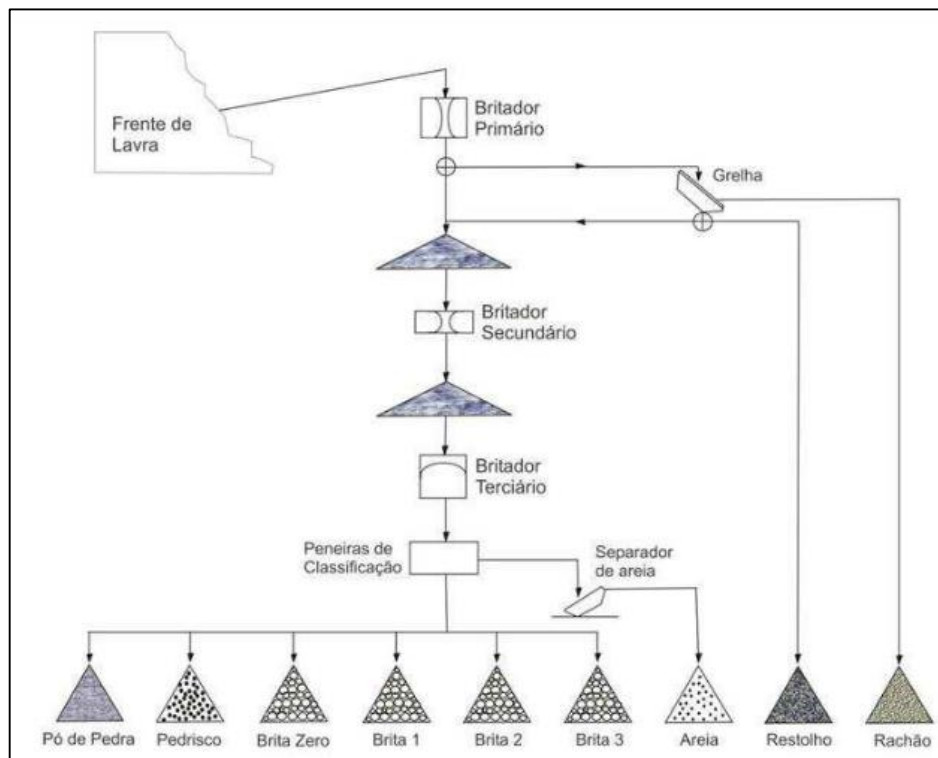 Frente de
Lavra
Britador
Primário
Grelha
Britador
Secundário
Britador
Terciário
Peneiras de
Classificação
Separador
de areia
Pó de Pedra
Pedrisco
Brita Zero
Brita 1
Brita 2
Brita 3
Areia
Restolho
Rachão